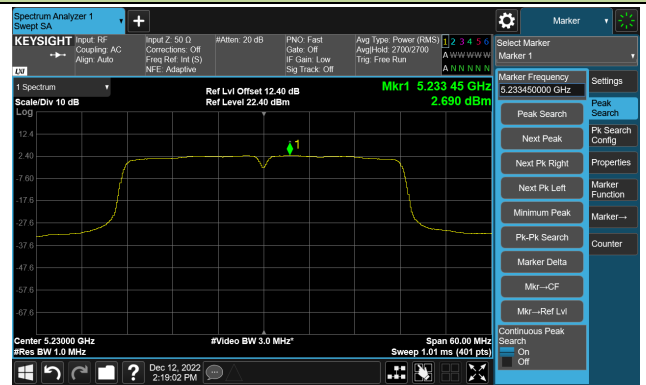 Spectrum Analyzer 1
Swept SA
Marker
KEYSIGHT
LXI
Input: RF
Coupling: AC
Align: Auto
Input Z: 50 Ω
Corrections: Off
Freq Ref: Int (S)
NFE: Adaptive
#Atten: 20 dB
PNO: Fast
Gate: Off
IF Gain: Low
Sig Track: Off
Avg Type: Power (RMS)
Avg|Hold: 2700/2700
Trig: Free Run
1 2 3 4 5 6
A W W W W W
A N N N N N
Select Marker
Marker 1
1 Spectrum
Scale/Div 10 dB
Log
Ref Lvl Offset 12.40 dB
Ref Level 22.40 dBm
Mkr1 5.233 45 GHz
2.690 dBm
12.4
2.40
-7.60
-17.6
-27.6
-37.6
-47.6
-57.6
-67.6
1
Center 5.23000 GHz
#Res BW 1.0 MHz
#Video BW 3.0 MHz*
Span 60.00 MHz
Sweep 1.01 ms (401 pts)
Marker Frequency
5.233450000 GHz
Peak Search
Next Peak
Next Pk Right
Next Pk Left
Minimum Peak
Pk-Pk Search
Marker Delta
Mkr→CF
Mkr→Ref Lvl
Continuous Peak
Search
On
Off
Settings
Peak
Search
Pk Search
Config
Properties
Marker
Function
Marker→
Counter
Dec 12, 2022
2:19:02 PM